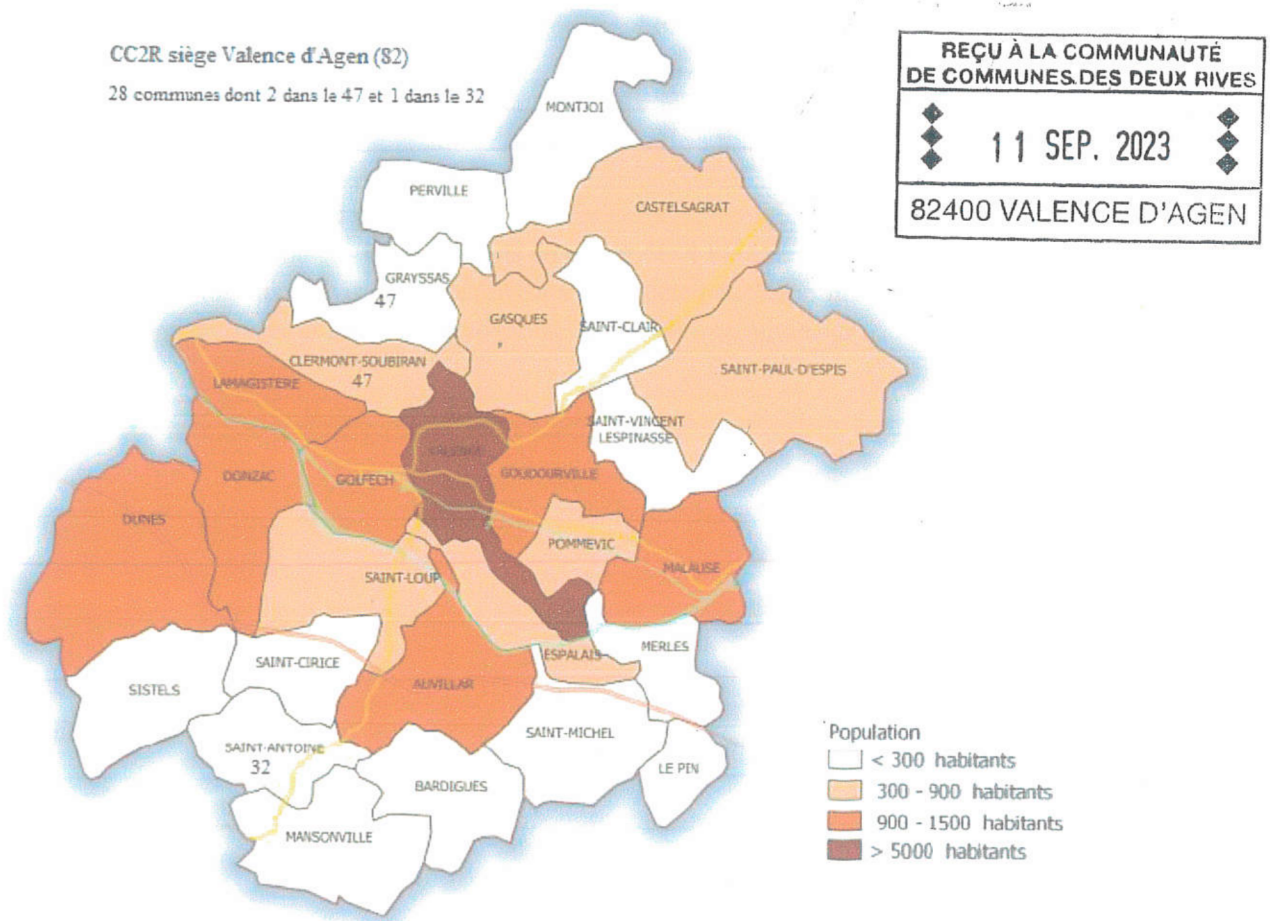 CC2R siège Valence d'Agen (82)
28 communes dont 2 dans le 47 et 1 dans le 32
REÇU À LA COMMUNAUTÉ
DE COMMUNES DES DEUX RIVES
11 SEP. 2023
82400 VALENCE D'AGEN
MONTJOI
PERVILLE
CASTELSAGRAT
GRAYSSAS
47
GASQUES
SAINT-CLAIR
CLERMONT-SOUBIRAN
47
SAINT-PAUL-D'ESPIS
LAMAGISTERE
SAINT-VINCENT
LESPINASSE
VALENCE
DONZAC
GOLFECH
GOUDOURVILLE
DUNES
POMMEVIC
MALAUSE
SAINT-LOUP
SAINT-CIRICE
ESPALAIS
MERLES
SISTELS
AUVILLAR
SAINT-ANTOINE
32
SAINT-MICHEL
LE PIN
BARDIGUES
MANSONVILLE
Population
< 300 habitants
300 - 900 habitants
900 - 1500 habitants
> 5000 habitants